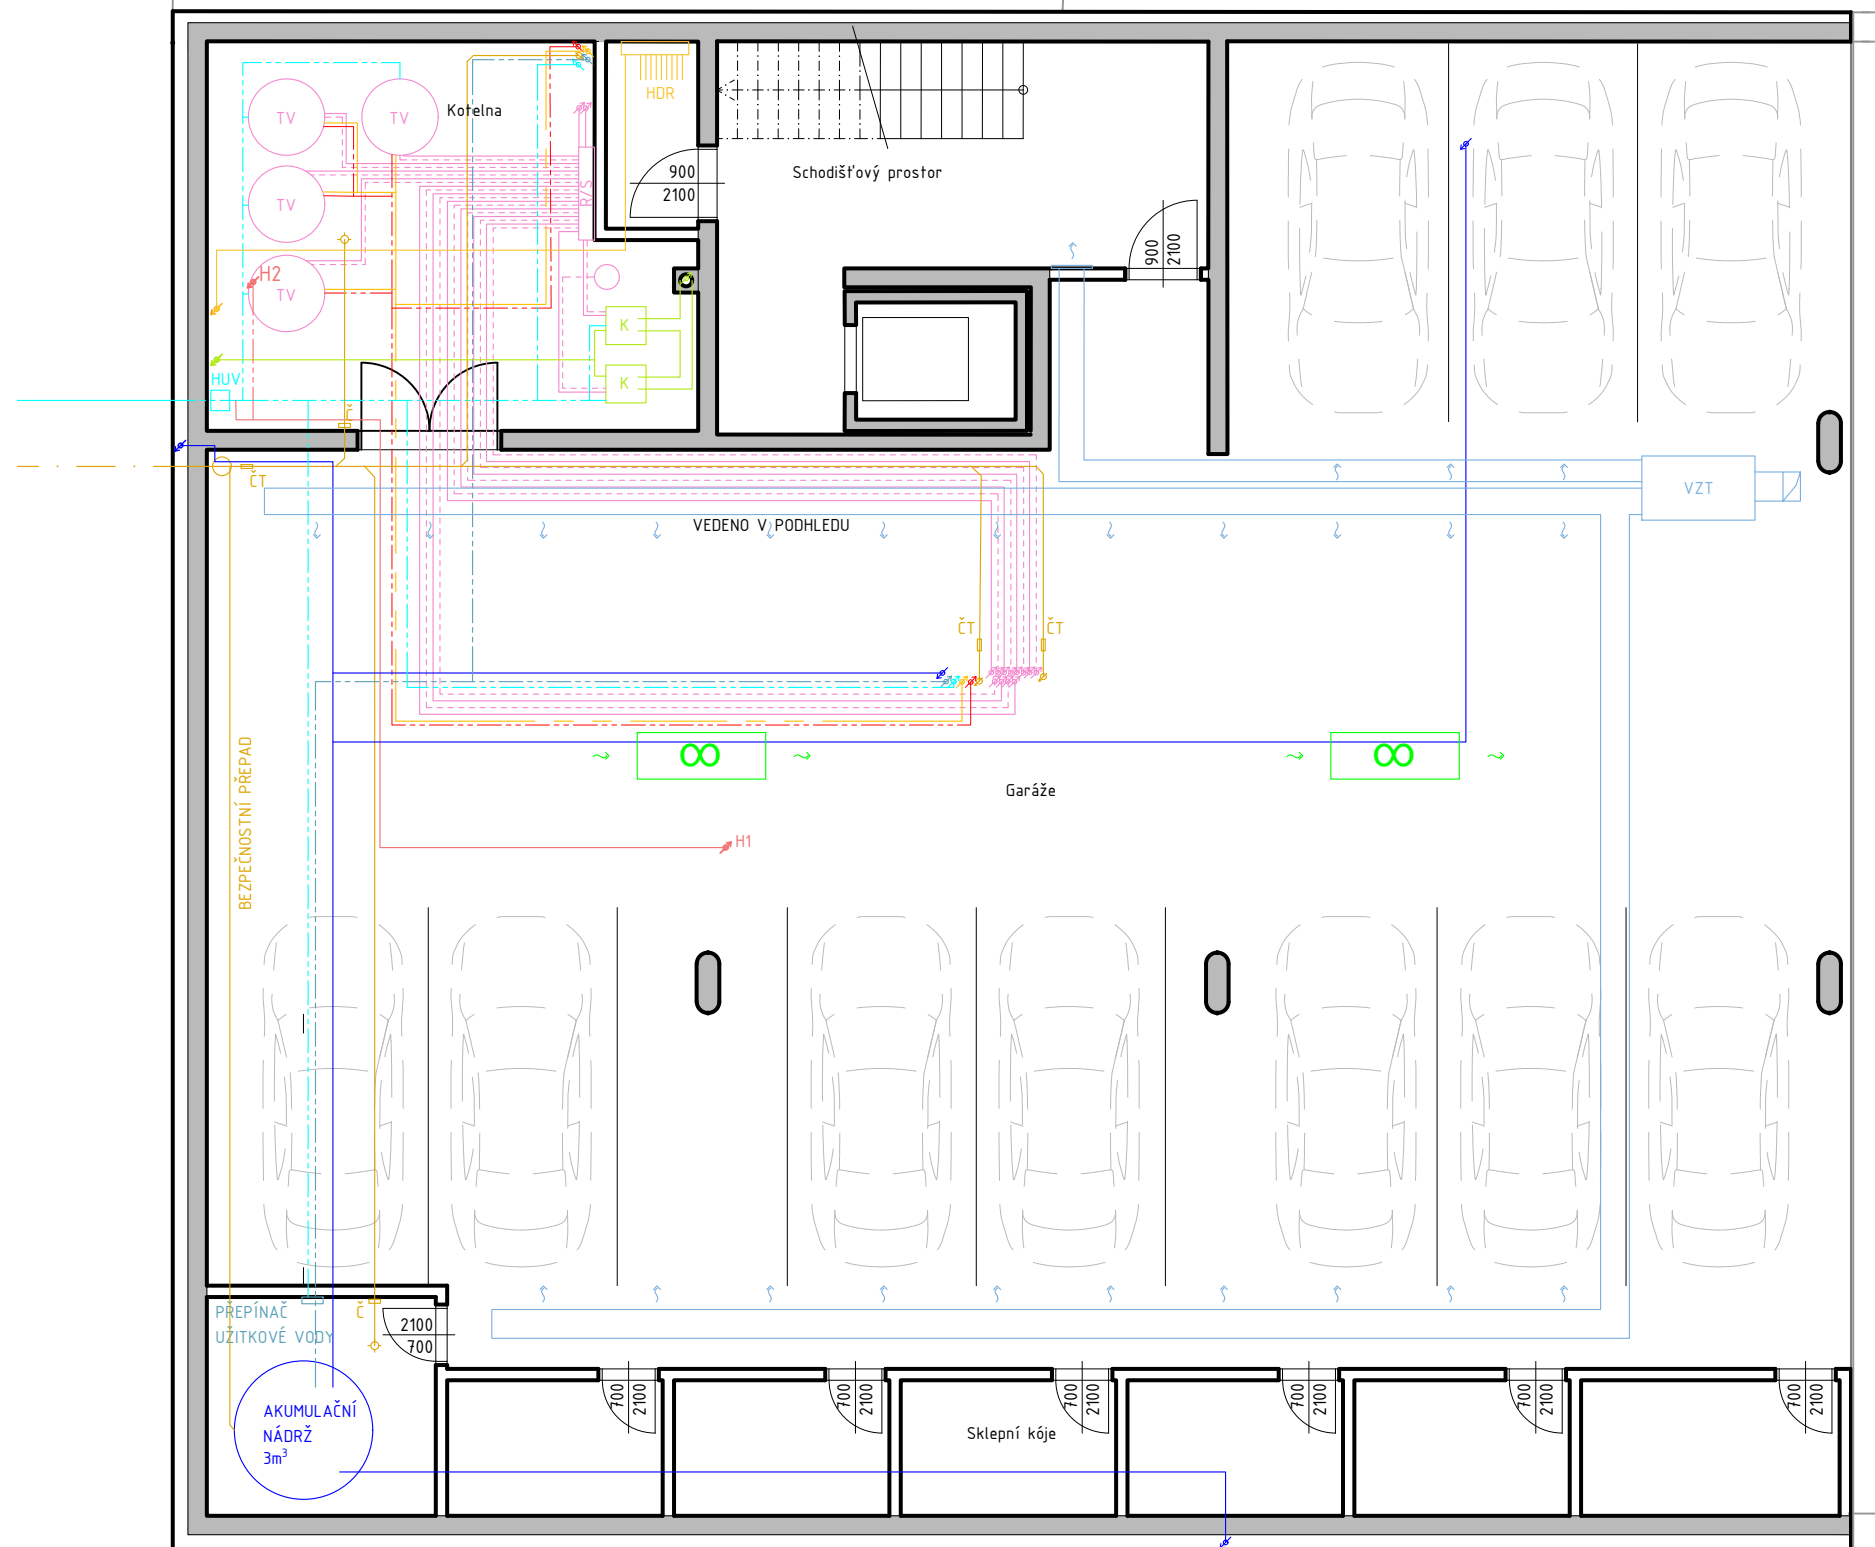 TV
TV
Kotelna
HDR
900
2100
Schodišťový prostor
R/S
TV
900
2100
H2
TV
K
K
HUV
Č
ČT
VZT
VEDENO V PODHLEDU
ČT
ČT
BEZPEČNOSTNÍ PŘEPAD
8
8
Garáže
H1
PŘEPÍNAČ
UŽITKOVÉ VODY
Č
2100
700
700
2100
700
2100
700
2100
700
2100
700
2100
700
2100
AKUMULAČNÍ
NÁDRŽ
3m³
Sklepní kóje